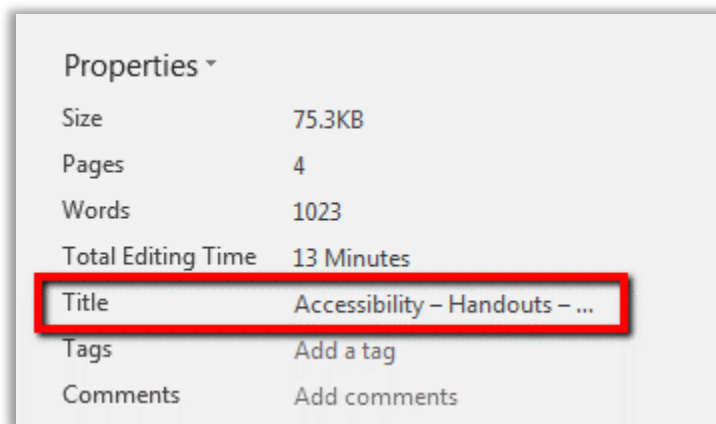 Properties
Size 75.3KB
Pages 4
Words 1023
Total Editing Time 13 Minutes
Title Accessibility – Handouts – ...
Tags Add a tag
Comments Add comments